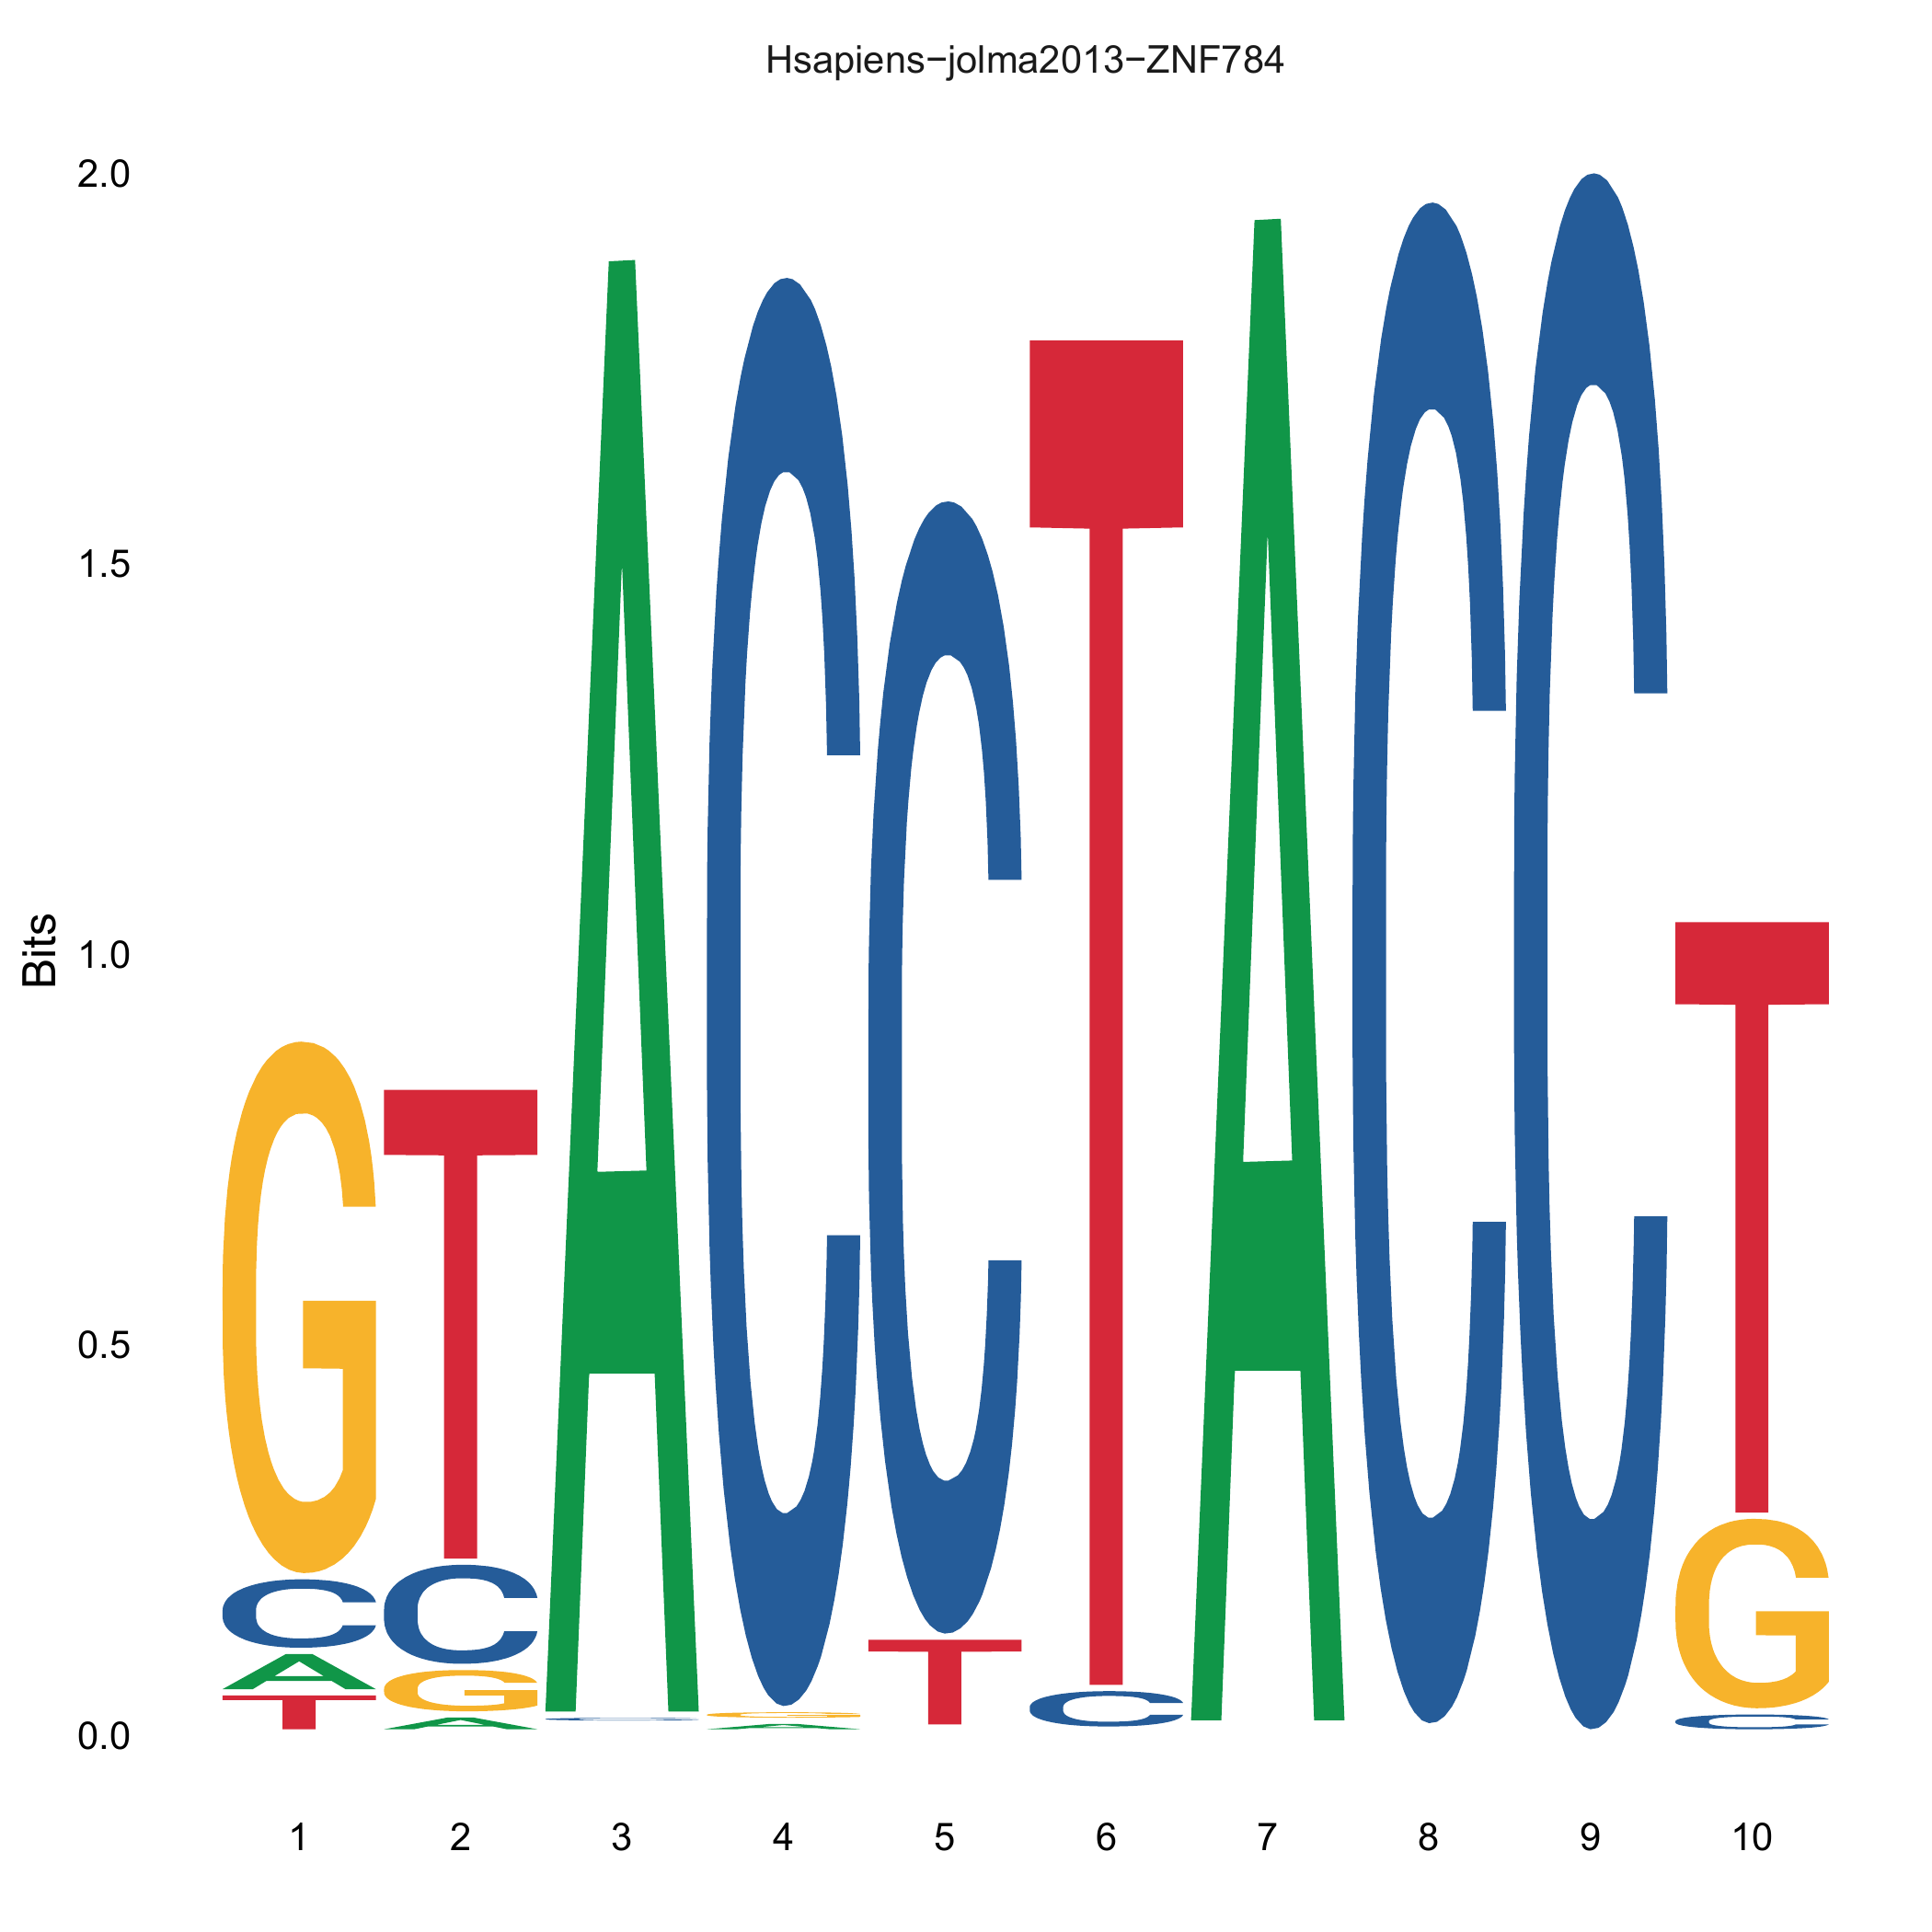 Hsapiens−jolma2013−ZNF784
2.0
1.5
1.0
0.5
0.0
Bits
G T A C C T A C C T
C C C G T C G
A G A C
T A
1 2 3 4 5 6 7 8 9 10